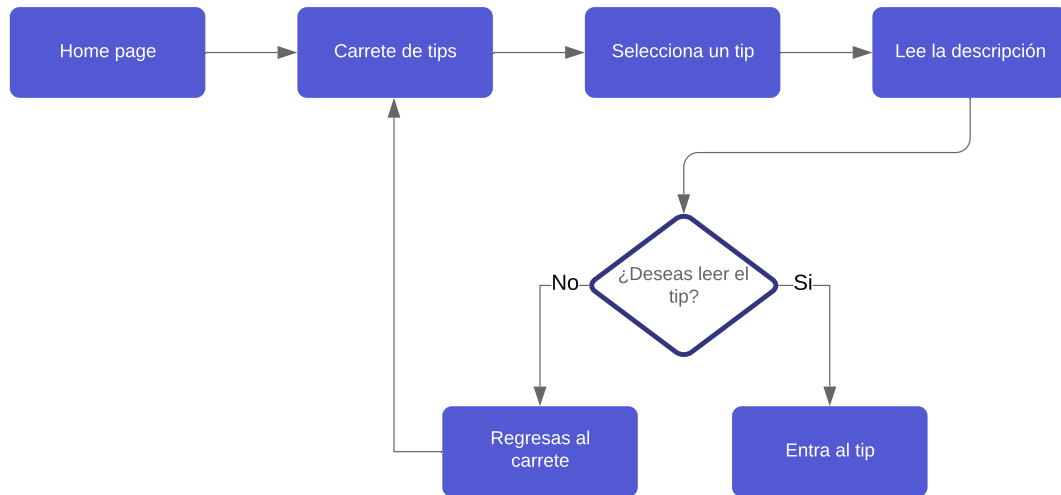 Home page
Carrete de tips
Selecciona un tip
Lee la descripción
¿Deseas leer el
tip?
No
Si
Regresas al
carrete
Entra al tip